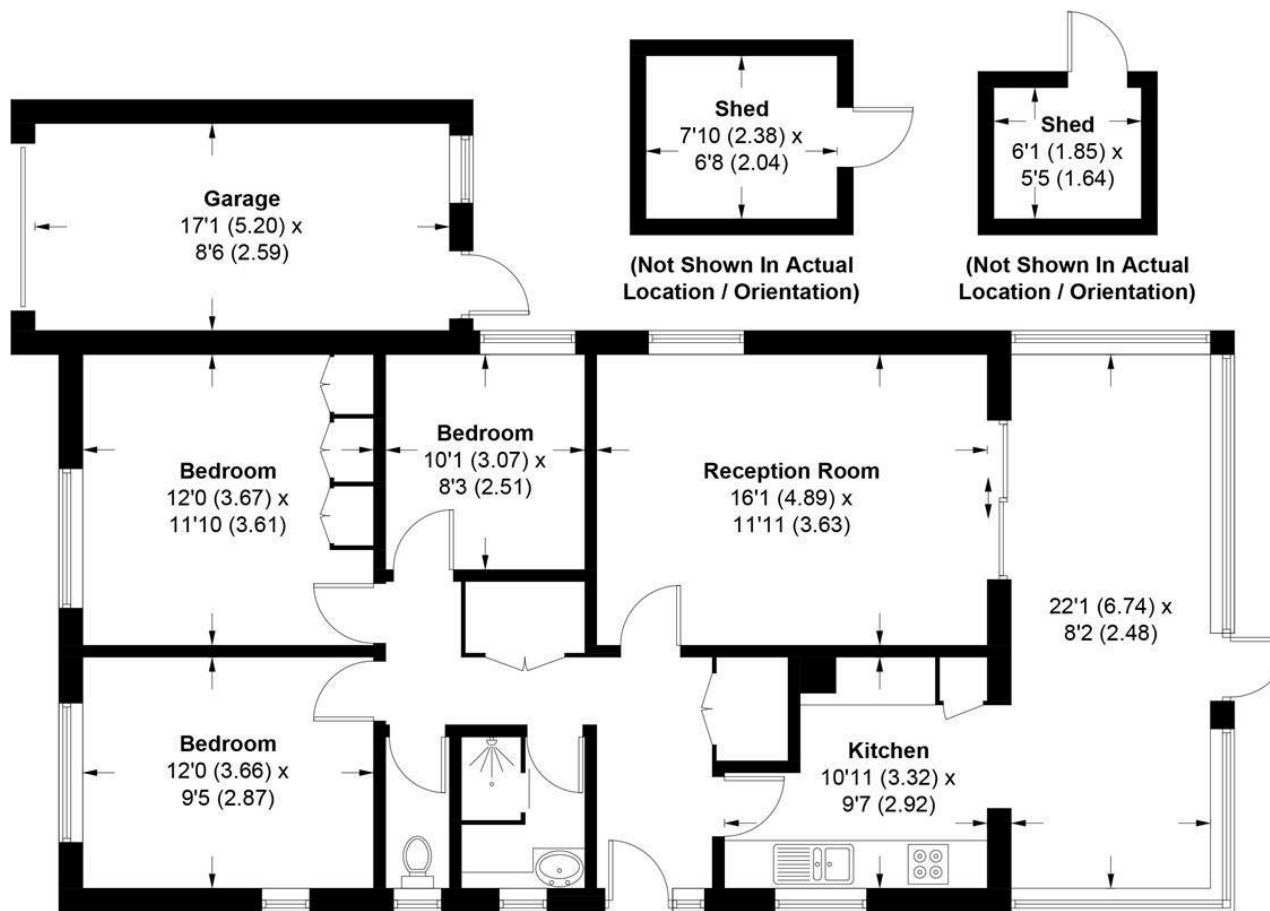 Shed
7'10 (2.38) x
6'8 (2.04)
(Not Shown In Actual
Location / Orientation)
Shed
6'1 (1.85) x
5'5 (1.64)
(Not Shown In Actual
Location / Orientation)
Garage
17'1 (5.20) x
8'6 (2.59)
Bedroom
12'0 (3.67) x
11'10 (3.61)
Bedroom
10'1 (3.07) x
8'3 (2.51)
Reception Room
16'1 (4.89) x
11'11 (3.63)
22'1 (6.74) x
8'2 (2.48)
Bedroom
12'0 (3.66) x
9'5 (2.87)
Kitchen
10'11 (3.32) x
9'7 (2.92)